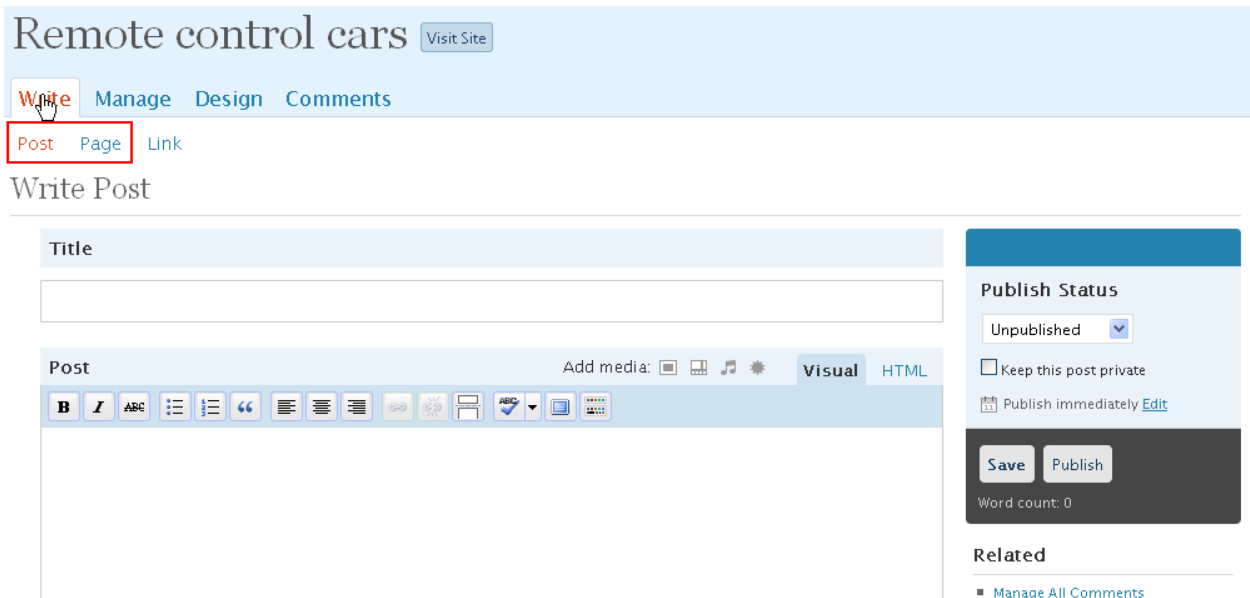 Remote control cars Visit Site
Write Manage Design Comments
Post Page Link
Write Post
Title
Publish Status
Unpublished
Post Add media: Visual HTML
Keep this post private
B I ABC ABC
Publish immediately Edit
Save Publish
Word count: 0
Related
Manage All Comments